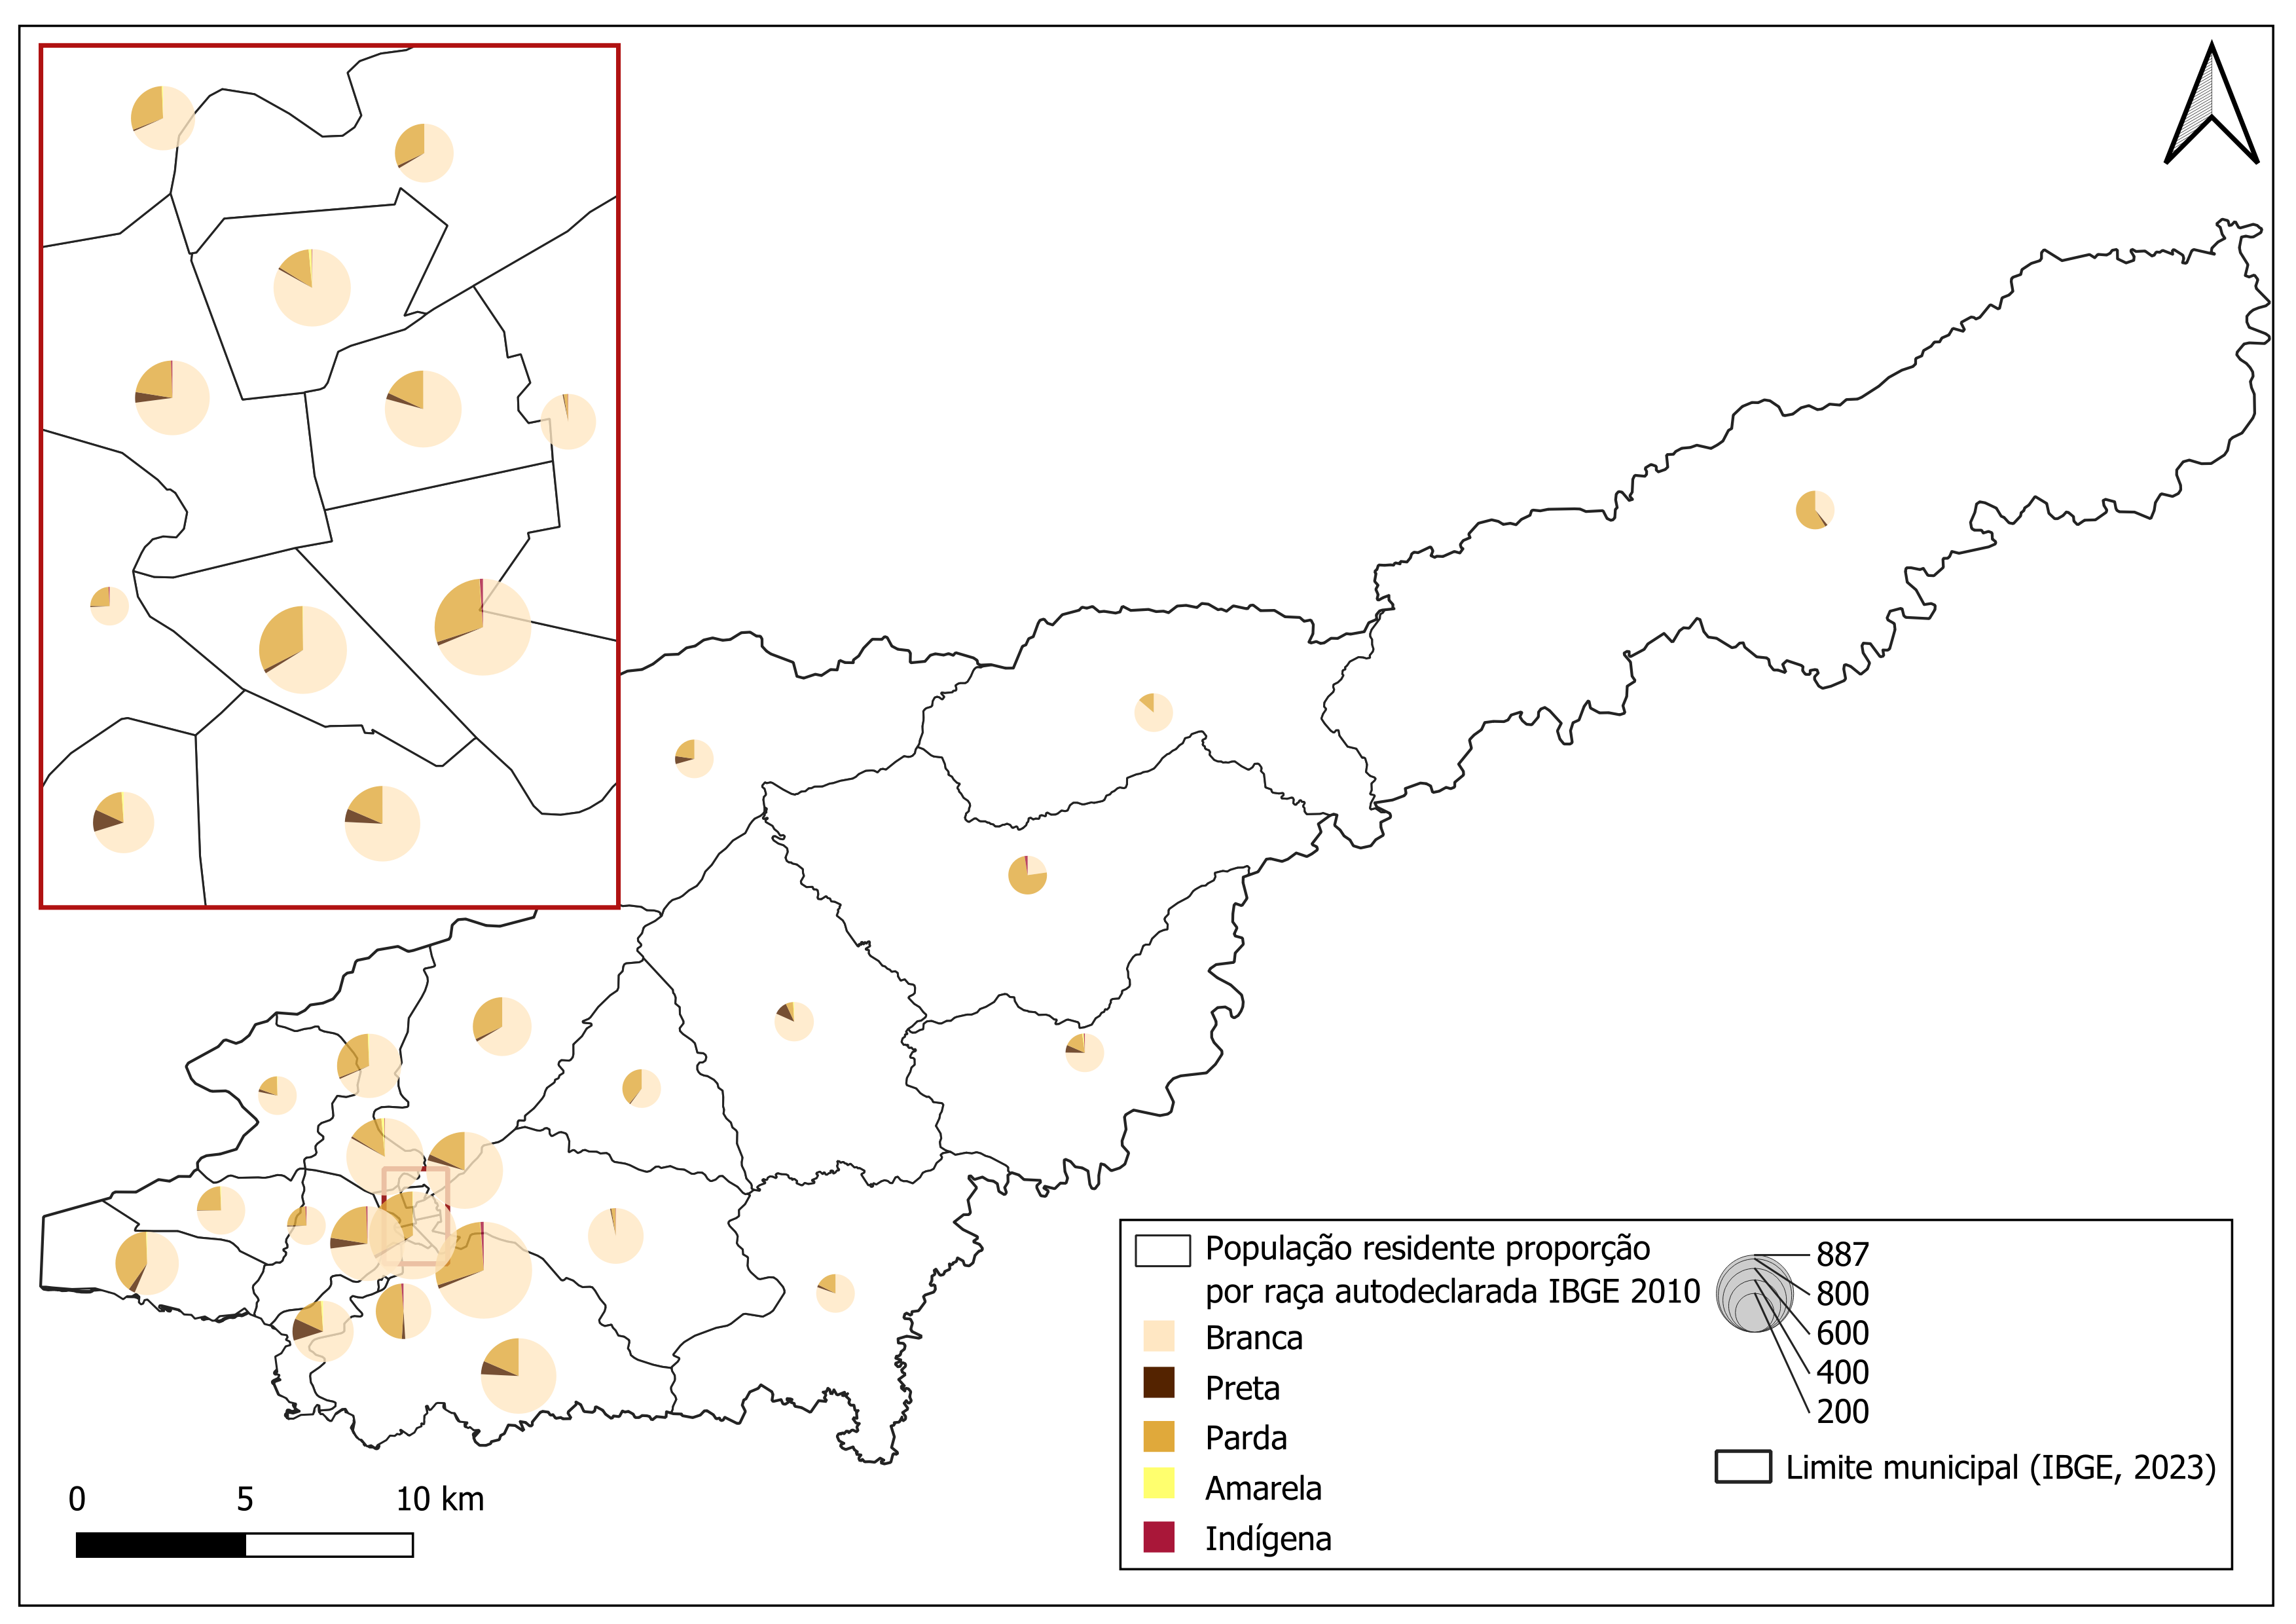 População residente proporção
por raça autodeclarada IBGE 2010
Branca
Preta
Parda
Amarela
Indígena
887
800
600
400
200
Limite municipal (IBGE, 2023)
0 5 10 km